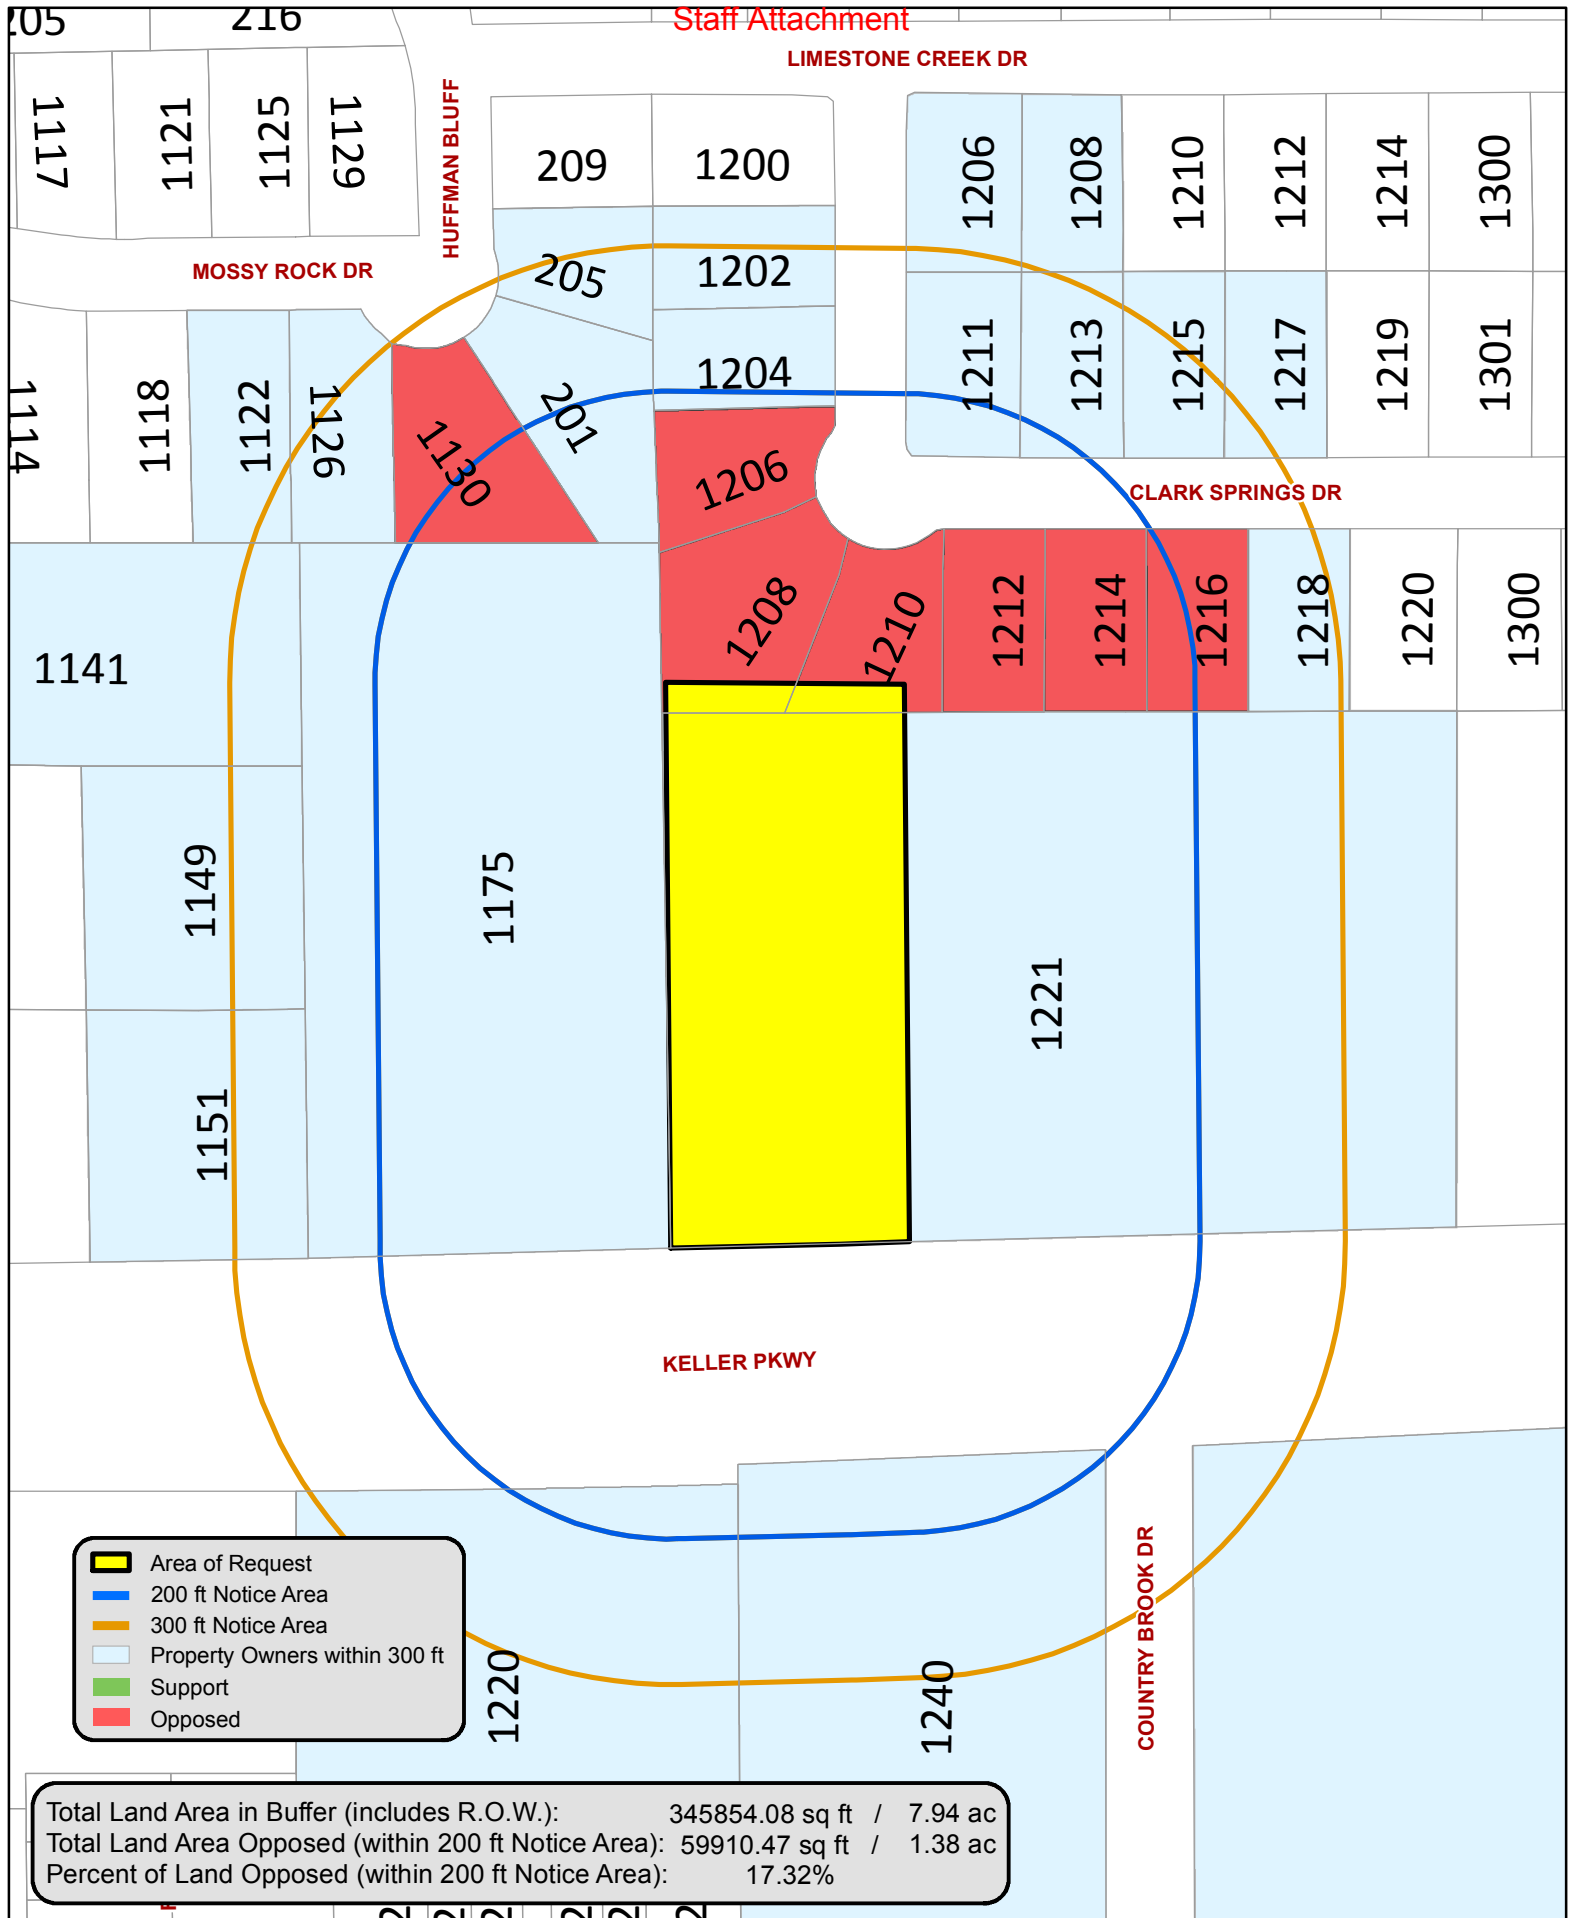 Staff Attachment
205
216
LIMESTONE CREEK DR
1117
1121
1125
1129
HUFFMAN BLUFF
209
1200
1206
1208
1210
1212
1214
1300
MOSSY ROCK DR
205
1202
1204
1211
1213
1215
1217
1219
1301
1114
1118
1122
1126
1130
201
1206
CLARK SPRINGS DR
1208
1210
1212
1214
1216
1218
1220
1300
1141
1149
1175
1221
1151
KELLER PKWY
COUNTRY BROOK DR
Area of Request
200 ft Notice Area
300 ft Notice Area
Property Owners within 300 ft
Support
Opposed
1220
1240
Total Land Area in Buffer (includes R.O.W.): 345854.08 sq ft / 7.94 ac
Total Land Area Opposed (within 200 ft Notice Area): 59910.47 sq ft / 1.38 ac
Percent of Land Opposed (within 200 ft Notice Area): 17.32%